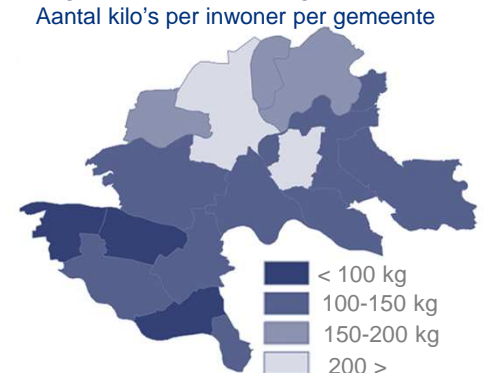 Aantal kilo's per inwoner per gemeente
< 100 kg
100-150 kg
150-200 kg
200 >